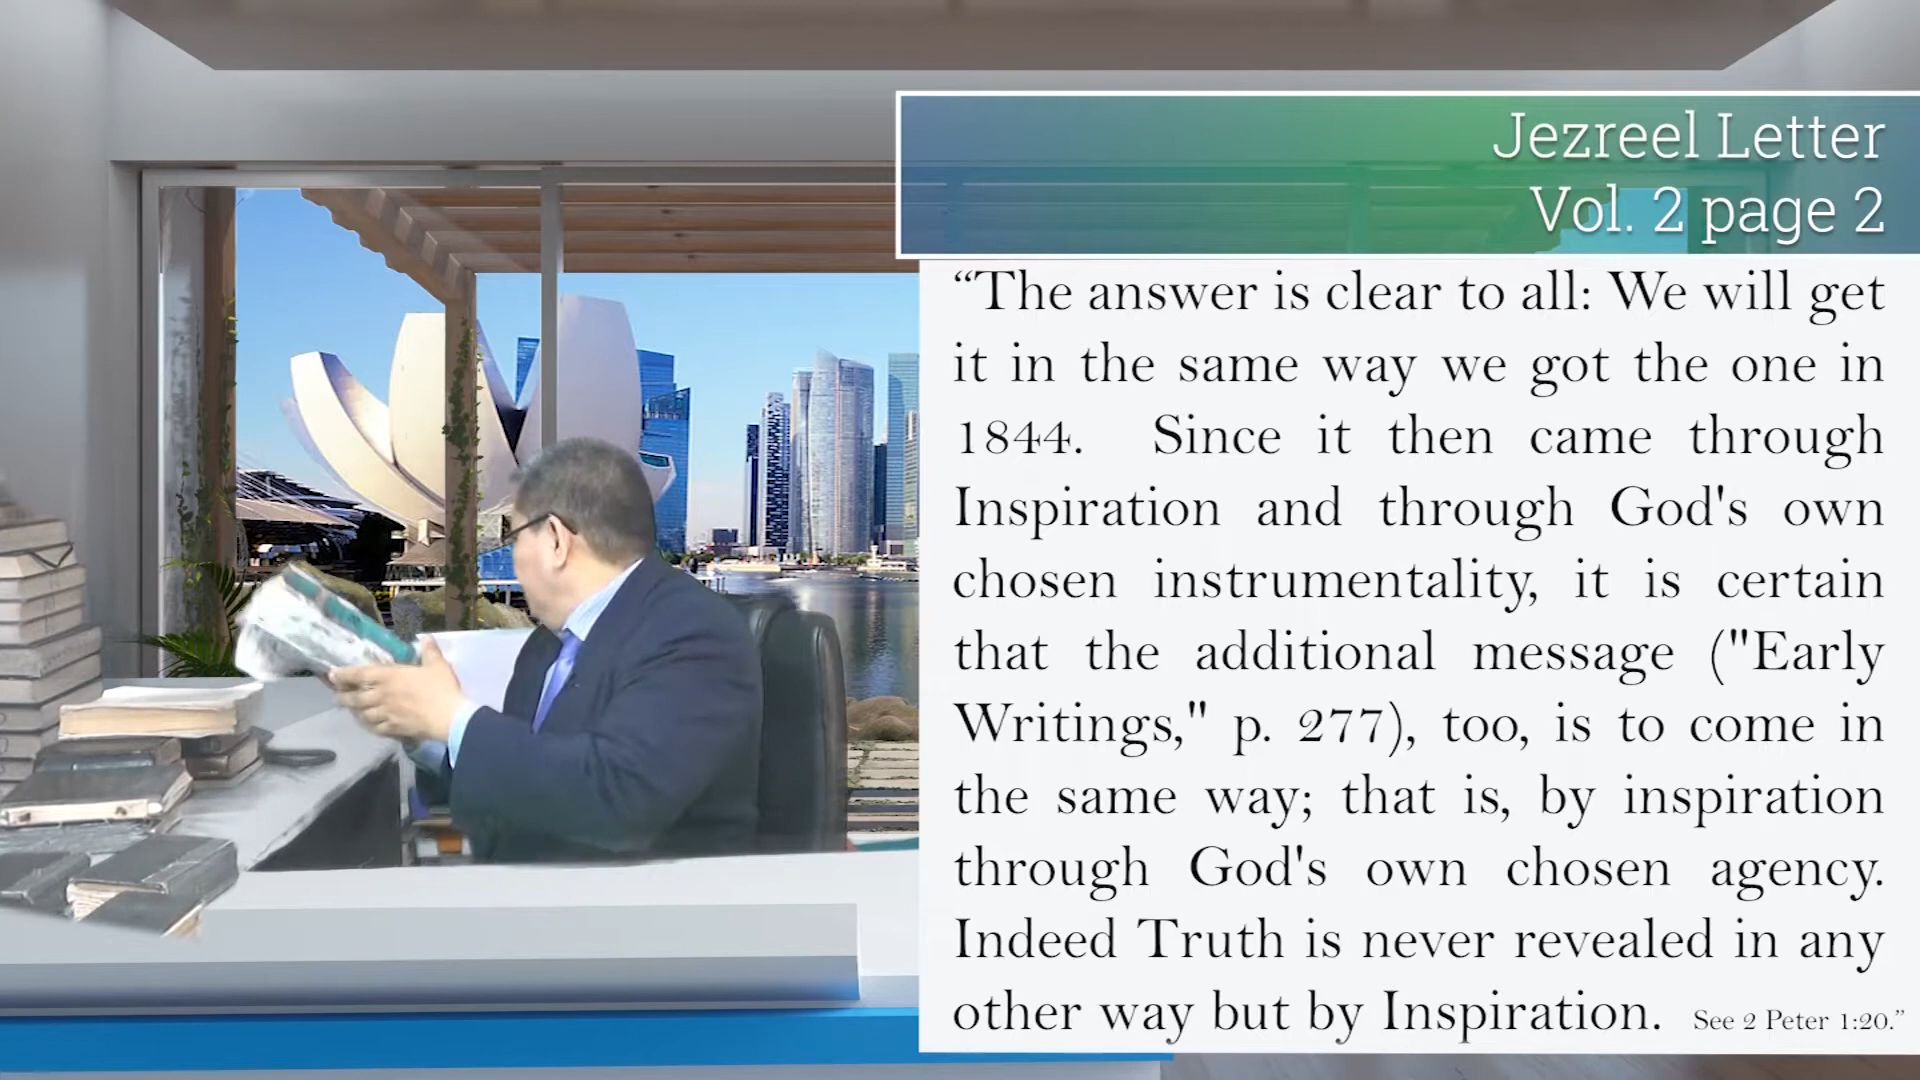 Jezreel Letter
Vol. 2 page 2
“The answer is clear to all: We will get
it in the same way we got the one in
1844. Since it then came through
Inspiration and through God's own
chosen instrumentality, it is certain
that the additional message ("Early
Writings," p. 277), too, is to come in
the same way; that is, by inspiration
through God's own chosen agency.
Indeed Truth is never revealed in any
other way but by Inspiration. See 2 Peter 1:20.”